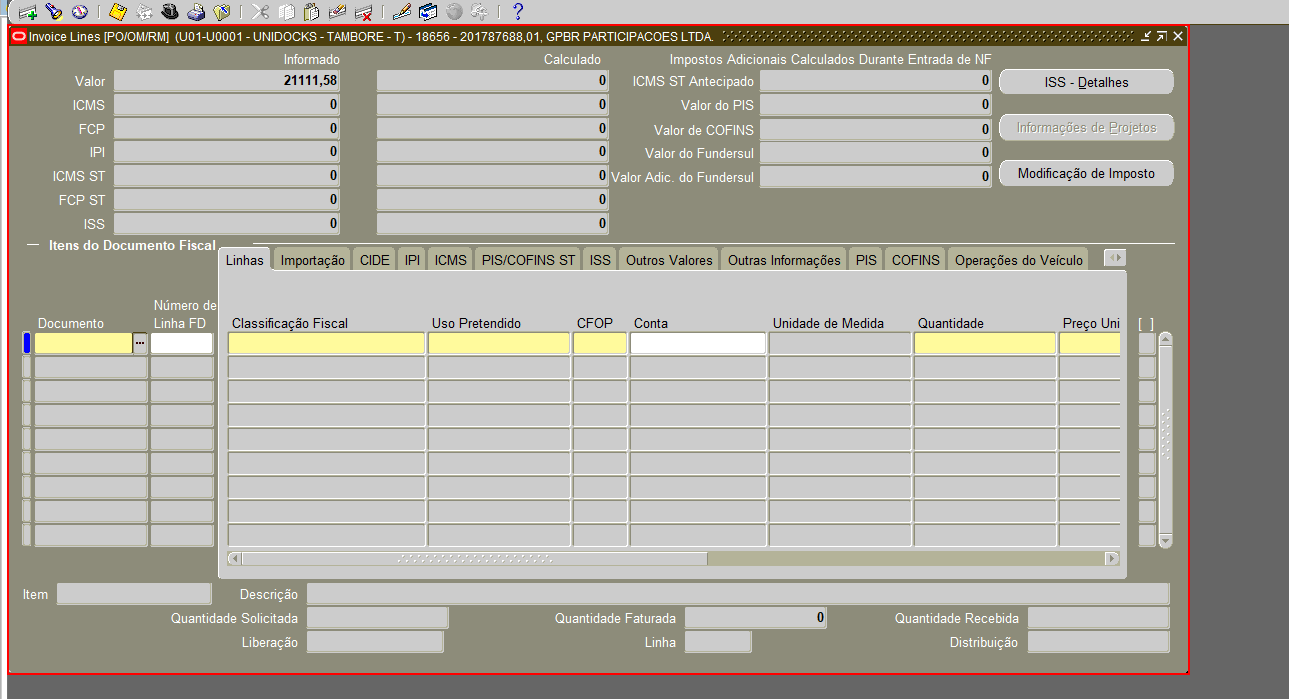 Invoice Lines [PO/OM/RM] (U01-U0001 - UNIDOCKS - TAMBORE - T) - 18656 - 201787688,01, GPBR PARTICIPACOES LTDA.
Informado Calculado Impostos Adicionais Calculados Durante Entrada de NF
Valor 21111,58 0 ICMS ST Antecipado 0 ISS - Detalhes
ICMS 0 0 Valor do PIS 0
FCP 0 0 Valor de COFINS 0 Informações de Projetos
IPI 0 0 Valor do Fundersul 0
ICMS ST 0 0 Valor Adic. do Fundersul 0 Modificação de Imposto
FCP ST 0 0
ISS 0 0
Itens do Documento Fiscal
Linhas Importação CIDE IPI ICMS PIS/COFINS ST ISS Outros Valores Outras Informações PIS COFINS Operações do Veículo
Número de
Documento Linha FD Classificação Fiscal Uso Pretendido CFOP Conta Unidade de Medida Quantidade Preço Uni [ ]
...
Item Descrição
Quantidade Solicitada Quantidade Faturada 0 Quantidade Recebida
Liberação Linha Distribuição